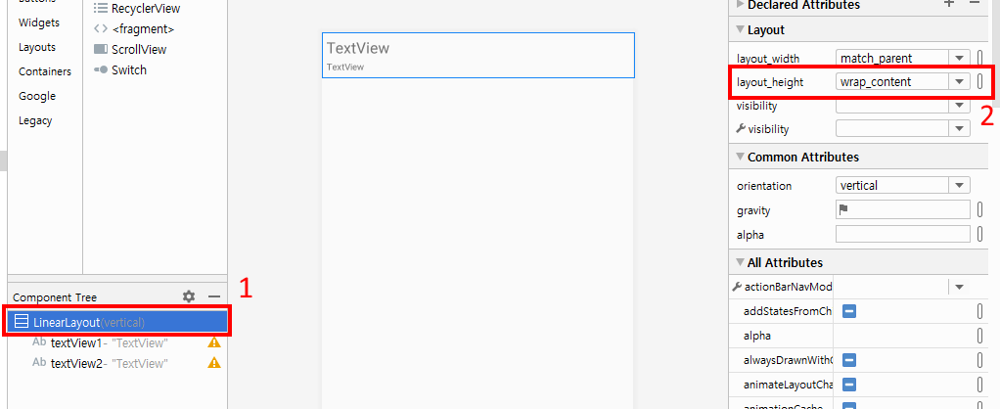 Widgets
Layouts
Containers
Google
Legacy
RecyclerView
<fragment>
ScrollView
Switch
Component Tree
1
LinearLayout(vertical)
Ab textView1- "TextView"
Ab textView2- "TextView"
TextView
TextView
Declared Attributes
Layout
layout_width match_parent
layout_height wrap_content
2
visibility
visibility
Common Attributes
orientation vertical
gravity
alpha
All Attributes
actionBarNavMod
addStatesFromCh
alpha
alwaysDrawnWithC
animateLayoutCha
animationCache